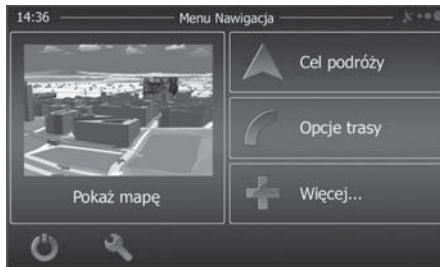 14:36
Menu Nawigacja
Cel podróży
Opcje trasy
Pokaż mapę
Więcej...